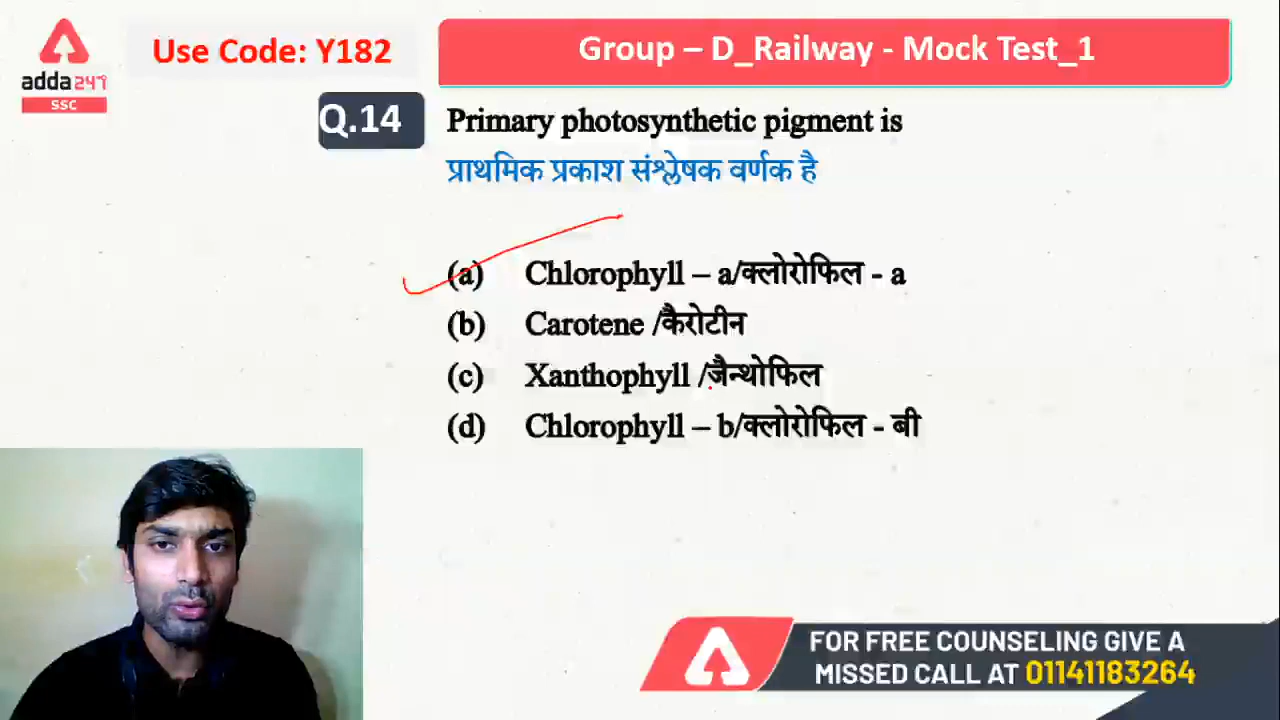 adda247
SSC
Use Code: Y182
Group – D_Railway - Mock Test_1
Q.14
Primary photosynthetic pigment is
प्राथमिक प्रकाश संश्लेषक वर्णक है
(a) Chlorophyll – a/क्लोरोफिल - a
(b) Carotene /कैरोटीन
(c) Xanthophyll /जैन्थोफिल
(d) Chlorophyll – b/क्लोरोफिल - बी
FOR FREE COUNSELING GIVE A
MISSED CALL AT 01141183264